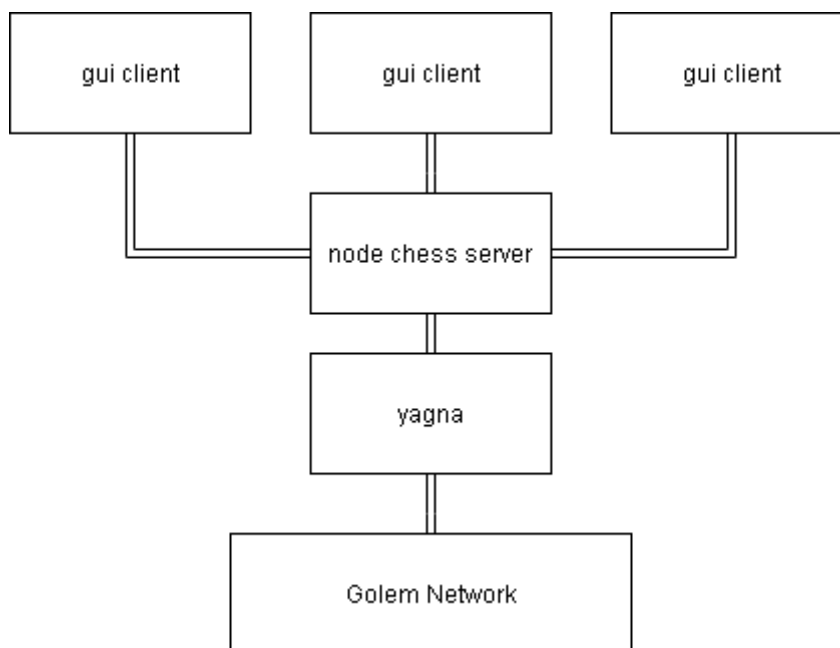 gui client
gui client
gui client
node chess server
yagna
Golem Network